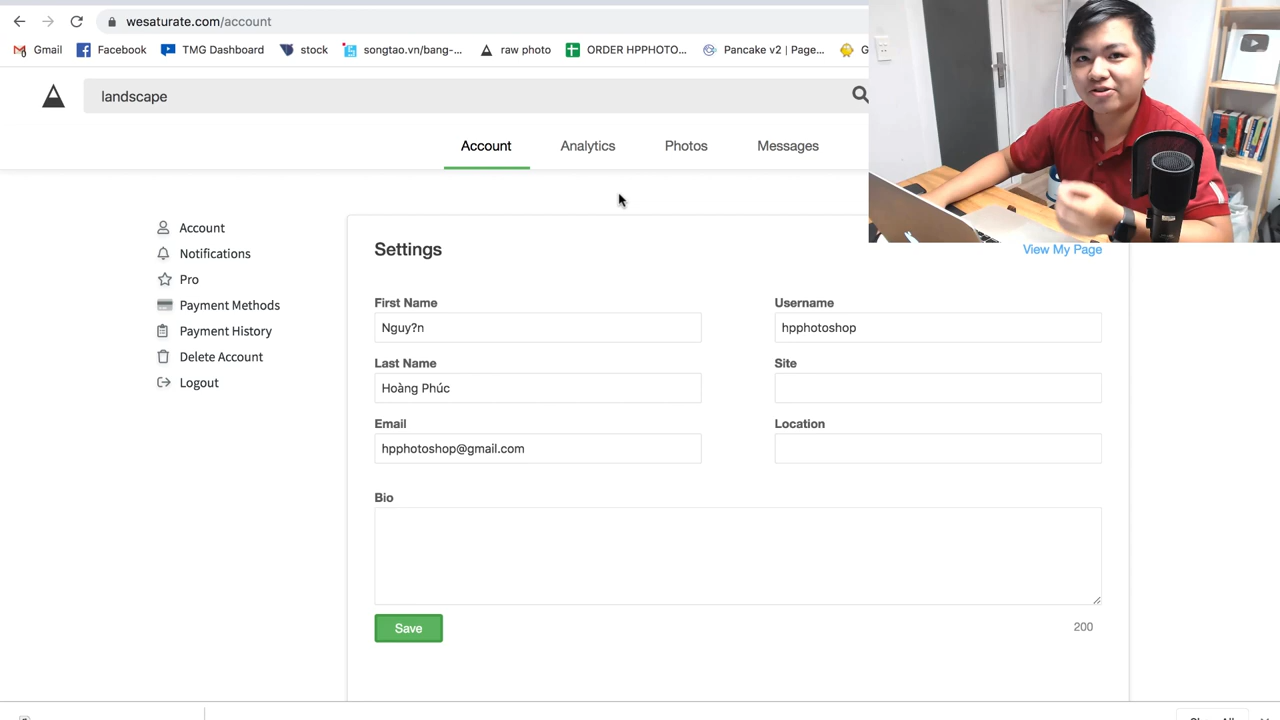 wesaturate.com/account
Gmail Facebook TMG Dashboard stock songtao.vn/bang-... raw photo ORDER HPPHOTO... Pancake v2 | Page... G
landscape
Account Analytics Photos Messages
Account
Notifications
Pro
Payment Methods
Payment History
Delete Account
Logout
Settings
View My Page
First Name
Nguy?n
Username
hpphotoshop
Last Name
Hoàng Phúc
Site
Email
hpphotoshop@gmail.com
Location
Bio
Save
200